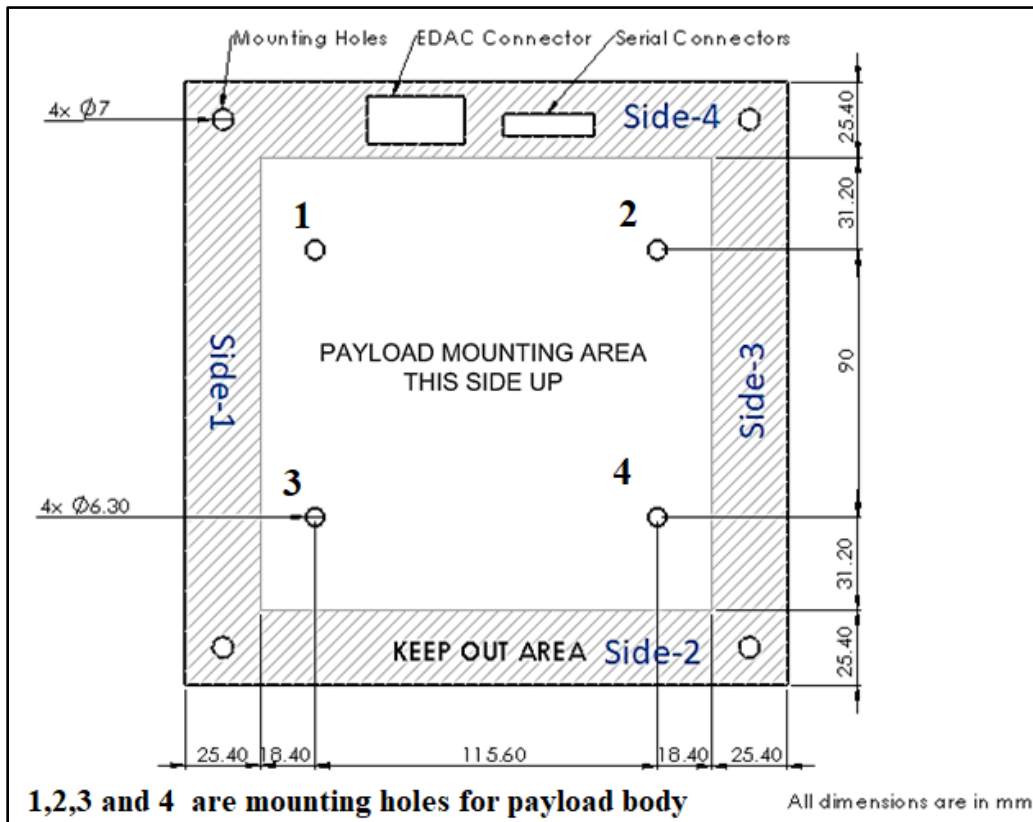 Mounting Holes
EDAC Connector
Serial Connectors
4x Ø7
Side-4
25.40
31.20
1
2
PAYLOAD MOUNTING AREA
THIS SIDE UP
Side-1
Side-3
90
3
4
4x Ø6.30
31.20
KEEP OUT AREA
Side-2
25.40
25.40
18.40
115.60
18.40
25.40
1,2,3 and 4 are mounting holes for payload body
All dimensions are in mm